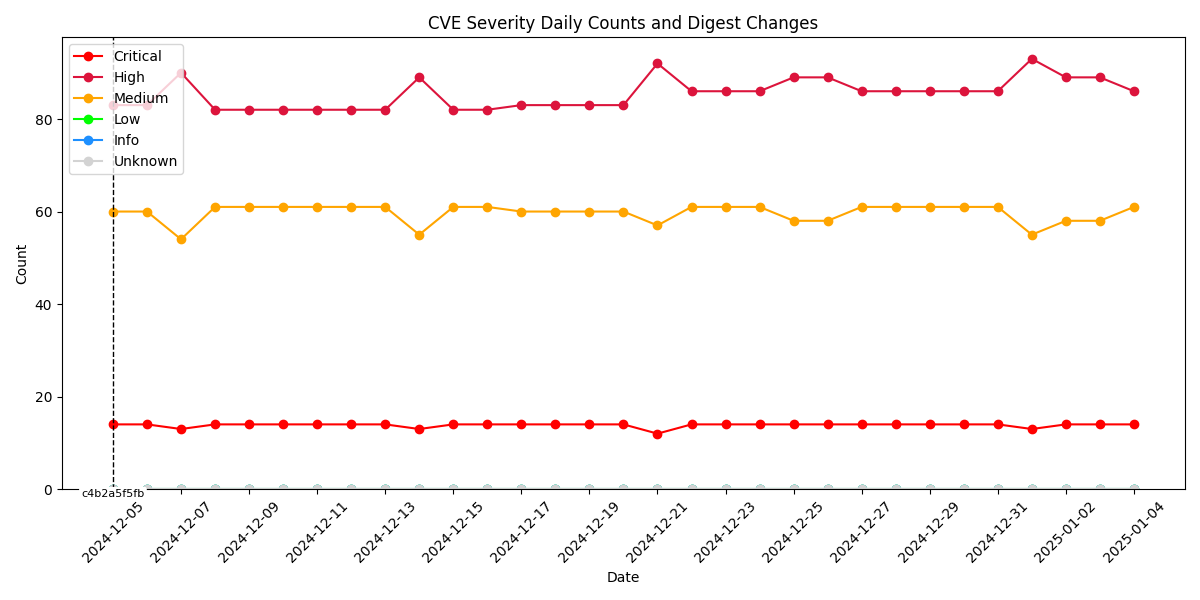 CVE Severity Daily Counts and Digest Changes
Critical
High
Medium
Low
Info
Unknown
Count
80
60
40
20
0
c4b2a5f5fb
2024-12-05
2024-12-07
2024-12-09
2024-12-11
2024-12-13
2024-12-15
2024-12-17
2024-12-19
2024-12-21
2024-12-23
2024-12-25
2024-12-27
2024-12-29
2024-12-31
2025-01-02
2025-01-04
Date